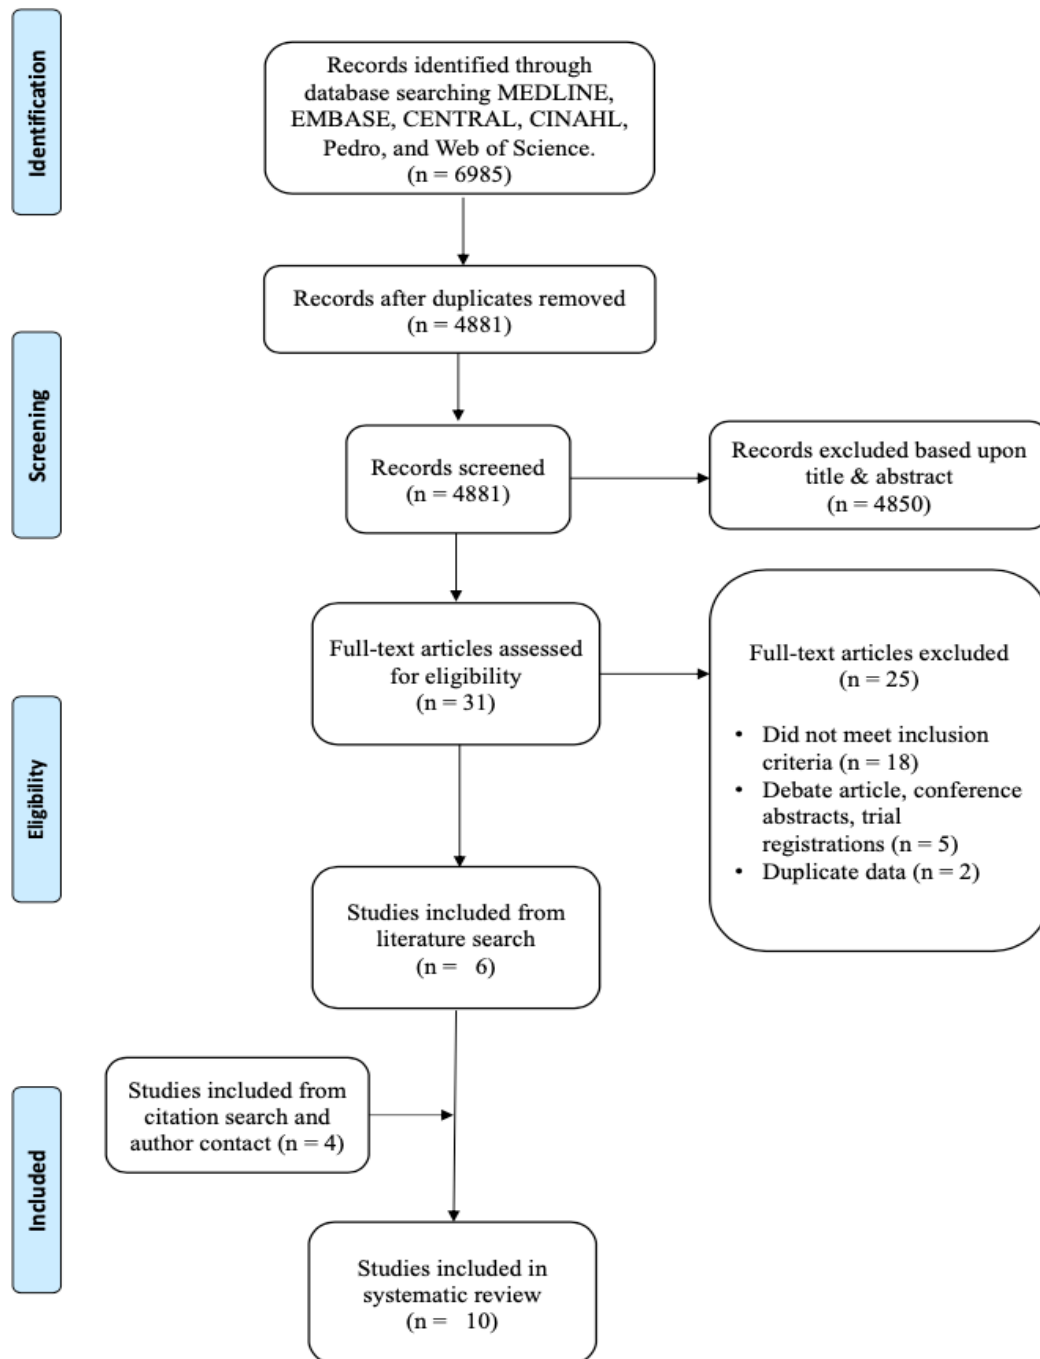 Identification
Records identified through
database searching MEDLINE,
EMBASE, CENTRAL, CINAHL,
Pedro, and Web of Science.
(n = 6985)
Records after duplicates removed
(n = 4881)
Screening
Records screened
(n = 4881)
Records excluded based upon
title & abstract
(n = 4850)
Eligibility
Full-text articles assessed
for eligibility
(n = 31)
Full-text articles excluded
(n = 25)
• Did not meet inclusion
criteria (n = 18)
• Debate article, conference
abstracts, trial
registrations (n = 5)
• Duplicate data (n = 2)
Studies included from
literature search
(n = 6)
Included
Studies included from
citation search and
author contact (n = 4)
Studies included in
systematic review
(n = 10)